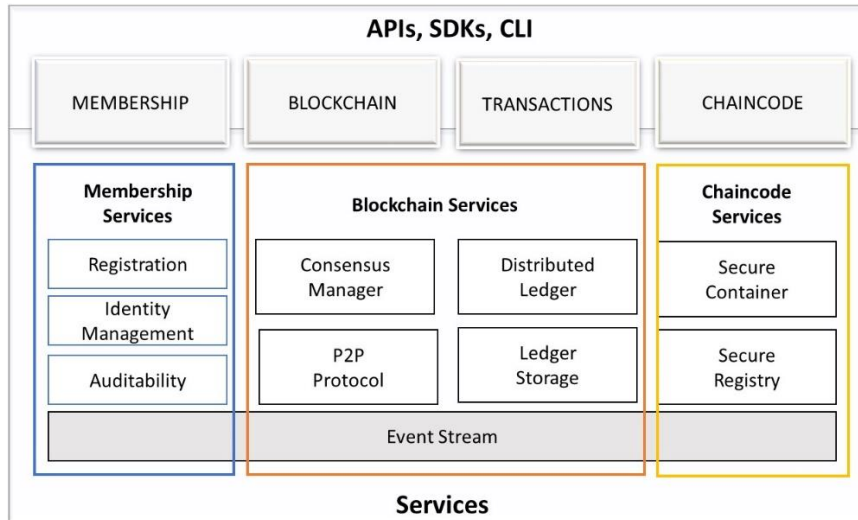 APIs, SDKs, CLI
MEMBERSHIP
BLOCKCHAIN
TRANSACTIONS
CHAINCODE
Membership
Services
Registration
Identity
Management
Auditability
Blockchain Services
Consensus
Manager
Distributed
Ledger
P2P
Protocol
Ledger
Storage
Chaincode
Services
Secure
Container
Secure
Registry
Event Stream
Services